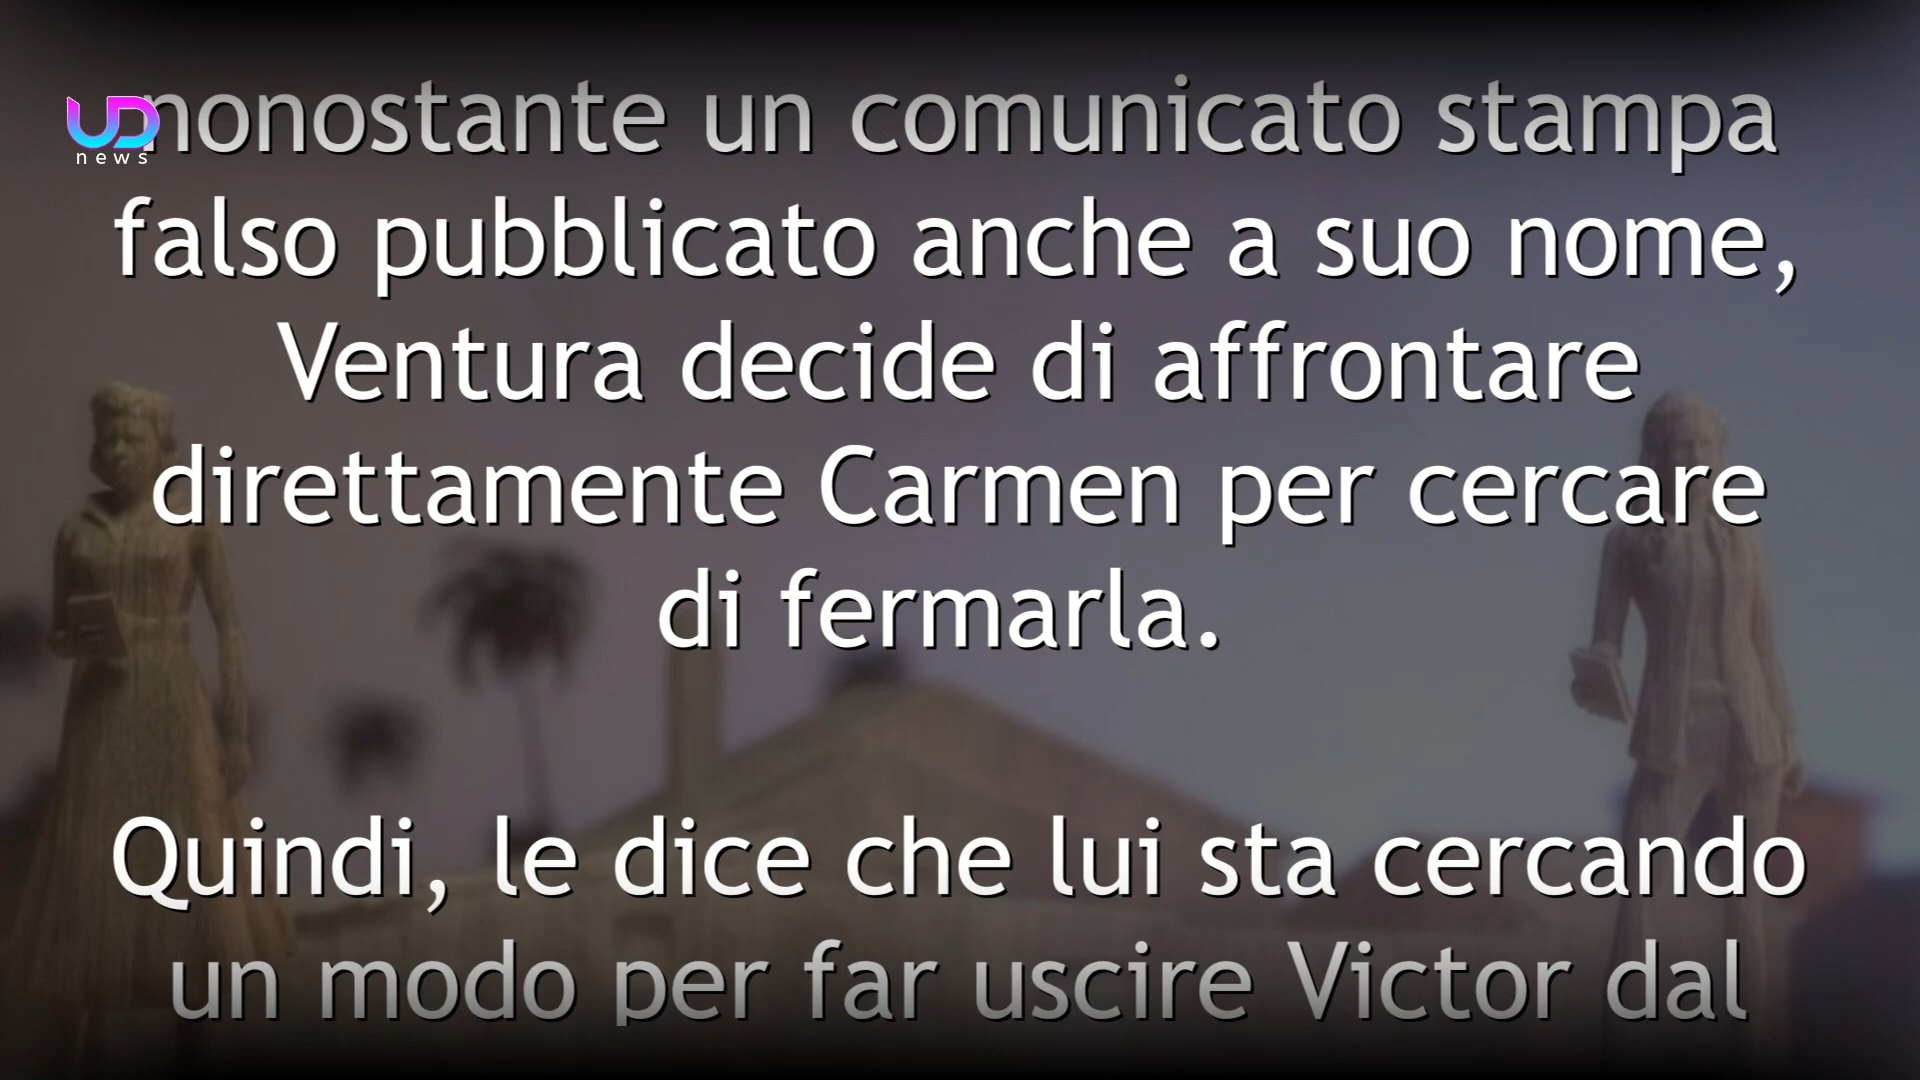 UD
news
nonostante un comunicato stampa
falso pubblicato anche a suo nome,
Ventura decide di affrontare
direttamente Carmen per cercare
di fermarla.
Quindi, le dice che lui sta cercando
un modo per far uscire Victor dal